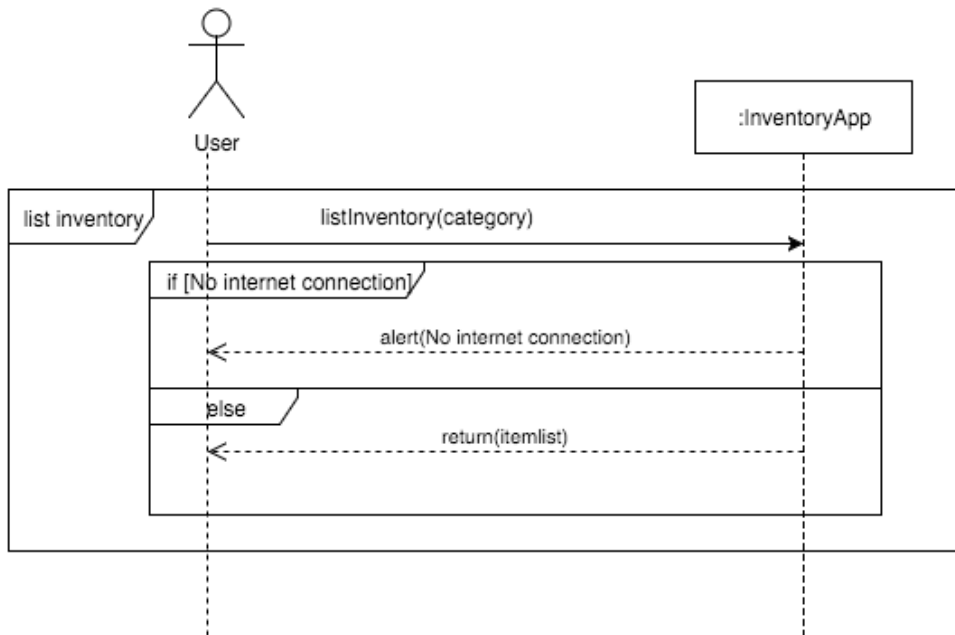 User
:InventoryApp
list inventory
listInventory(category)
if [No internet connection]
alert(No internet connection)
else
return(itemlist)